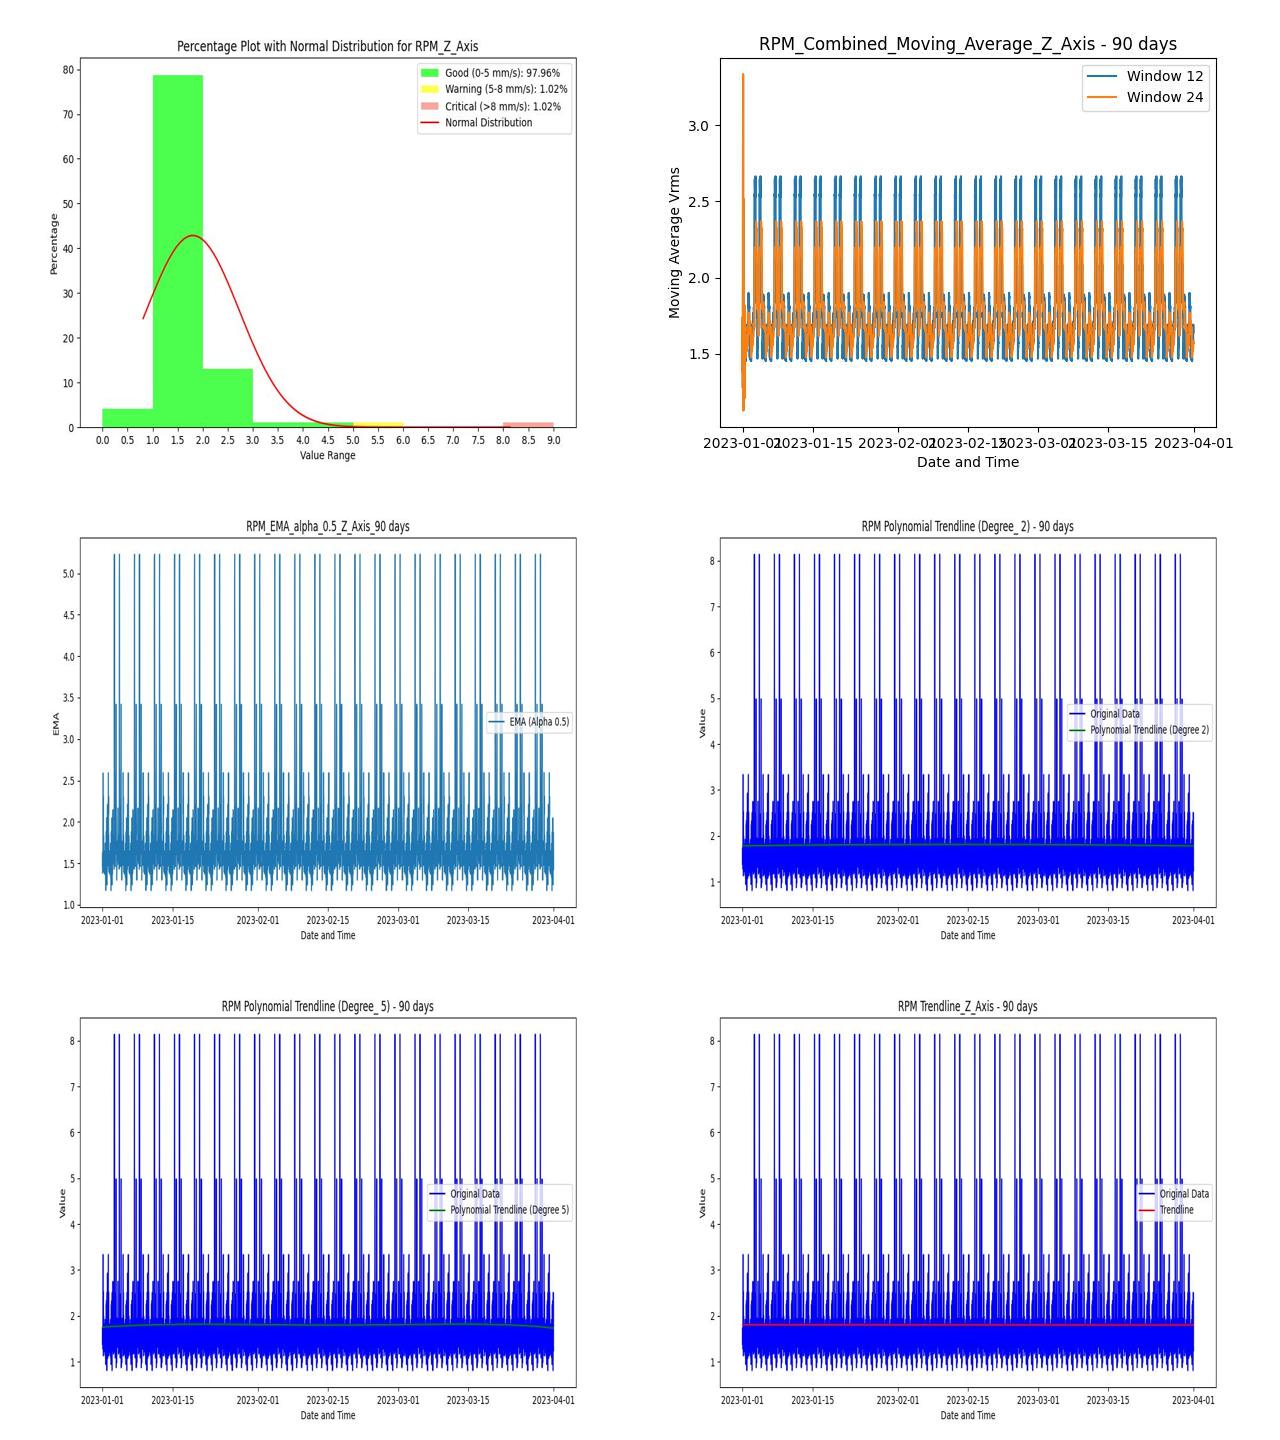 Percentage Plot with Normal Distribution for RPM_Z_Axis
Good (0-5 mm/s): 97.96%
Warning (5-8 mm/s): 1.02%
Critical (>8 mm/s): 1.02%
Normal Distribution
Percentage
80
70
60
50
40
30
20
10
0
0.0 0.5 1.0 1.5 2.0 2.5 3.0 3.5 4.0 4.5 5.0 5.5 6.0 6.5 7.0 7.5 8.0 8.5 9.0
Value Range
RPM_Combined_Moving_Average_Z_Axis - 90 days
Window 12
Window 24
Moving Average Vrms
3.0
2.5
2.0
1.5
2023-01-01 2023-01-15 2023-02-01 2023-02-15 2023-03-01 2023-03-15 2023-04-01
Date and Time
RPM_EMA_alpha_0.5_Z_Axis_90 days
EMA (Alpha 0.5)
EMA
5.0
4.5
4.0
3.5
3.0
2.5
2.0
1.5
1.0
2023-01-01 2023-01-15 2023-02-01 2023-02-15 2023-03-01 2023-03-15 2023-04-01
Date and Time
RPM Polynomial Trendline (Degree_ 2) - 90 days
Original Data
Polynomial Trendline (Degree 2)
Value
8
7
6
5
4
3
2
1
2023-01-01 2023-01-15 2023-02-01 2023-02-15 2023-03-01 2023-03-15 2023-04-01
Date and Time
RPM Polynomial Trendline (Degree_ 5) - 90 days
Original Data
Polynomial Trendline (Degree 5)
Value
8
7
6
5
4
3
2
1
2023-01-01 2023-01-15 2023-02-01 2023-02-15 2023-03-01 2023-03-15 2023-04-01
Date and Time
RPM Trendline_Z_Axis - 90 days
Original Data
Trendline
Value
8
7
6
5
4
3
2
1
2023-01-01 2023-01-15 2023-02-01 2023-02-15 2023-03-01 2023-03-15 2023-04-01
Date and Time